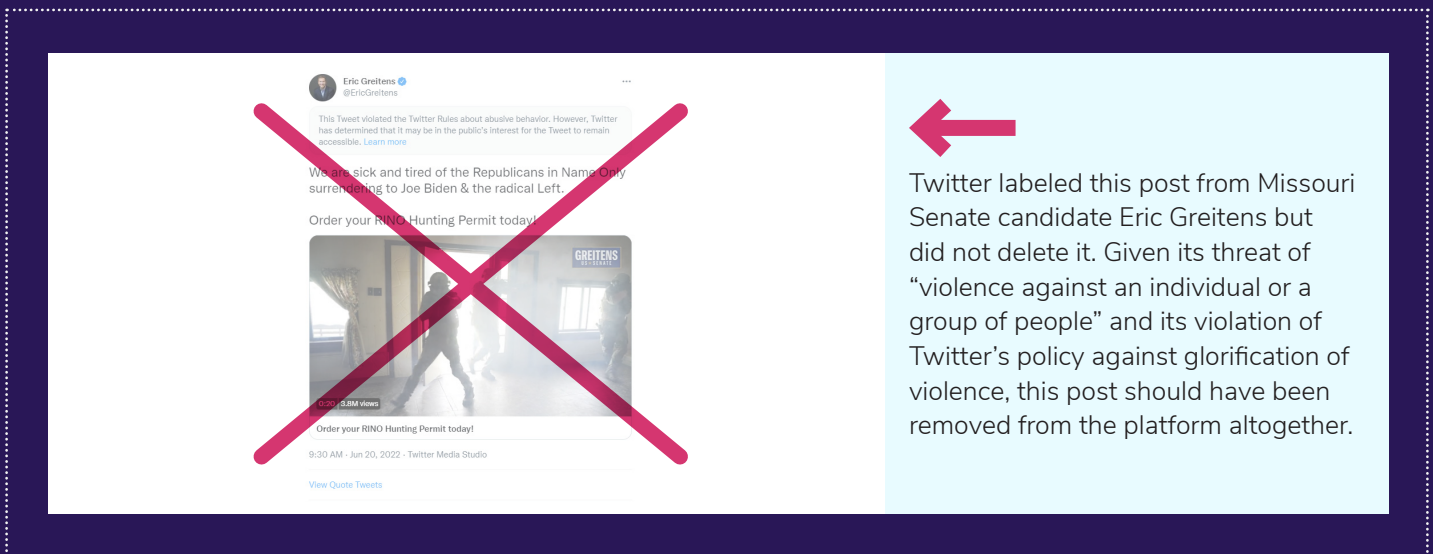 Eric Greitens
@EricGreitens
This Tweet violated the Twitter Rules about abusive behavior. However, Twitter
has determined that it may be in the public's interest for the Tweet to remain
accessible. Learn more
We are sick and tired of the Republicans in Name Only
surrendering to Joe Biden & the radical Left.
Order your RINO Hunting Permit today!
GREITENS
US★SENATE
0:20 3.8M views
Order your RINO Hunting Permit today!
9:30 AM · Jun 20, 2022 · Twitter Media Studio
View Quote Tweets
Twitter labeled this post from Missouri
Senate candidate Eric Greitens but
did not delete it. Given its threat of
“violence against an individual or a
group of people” and its violation of
Twitter’s policy against glorification of
violence, this post should have been
removed from the platform altogether.